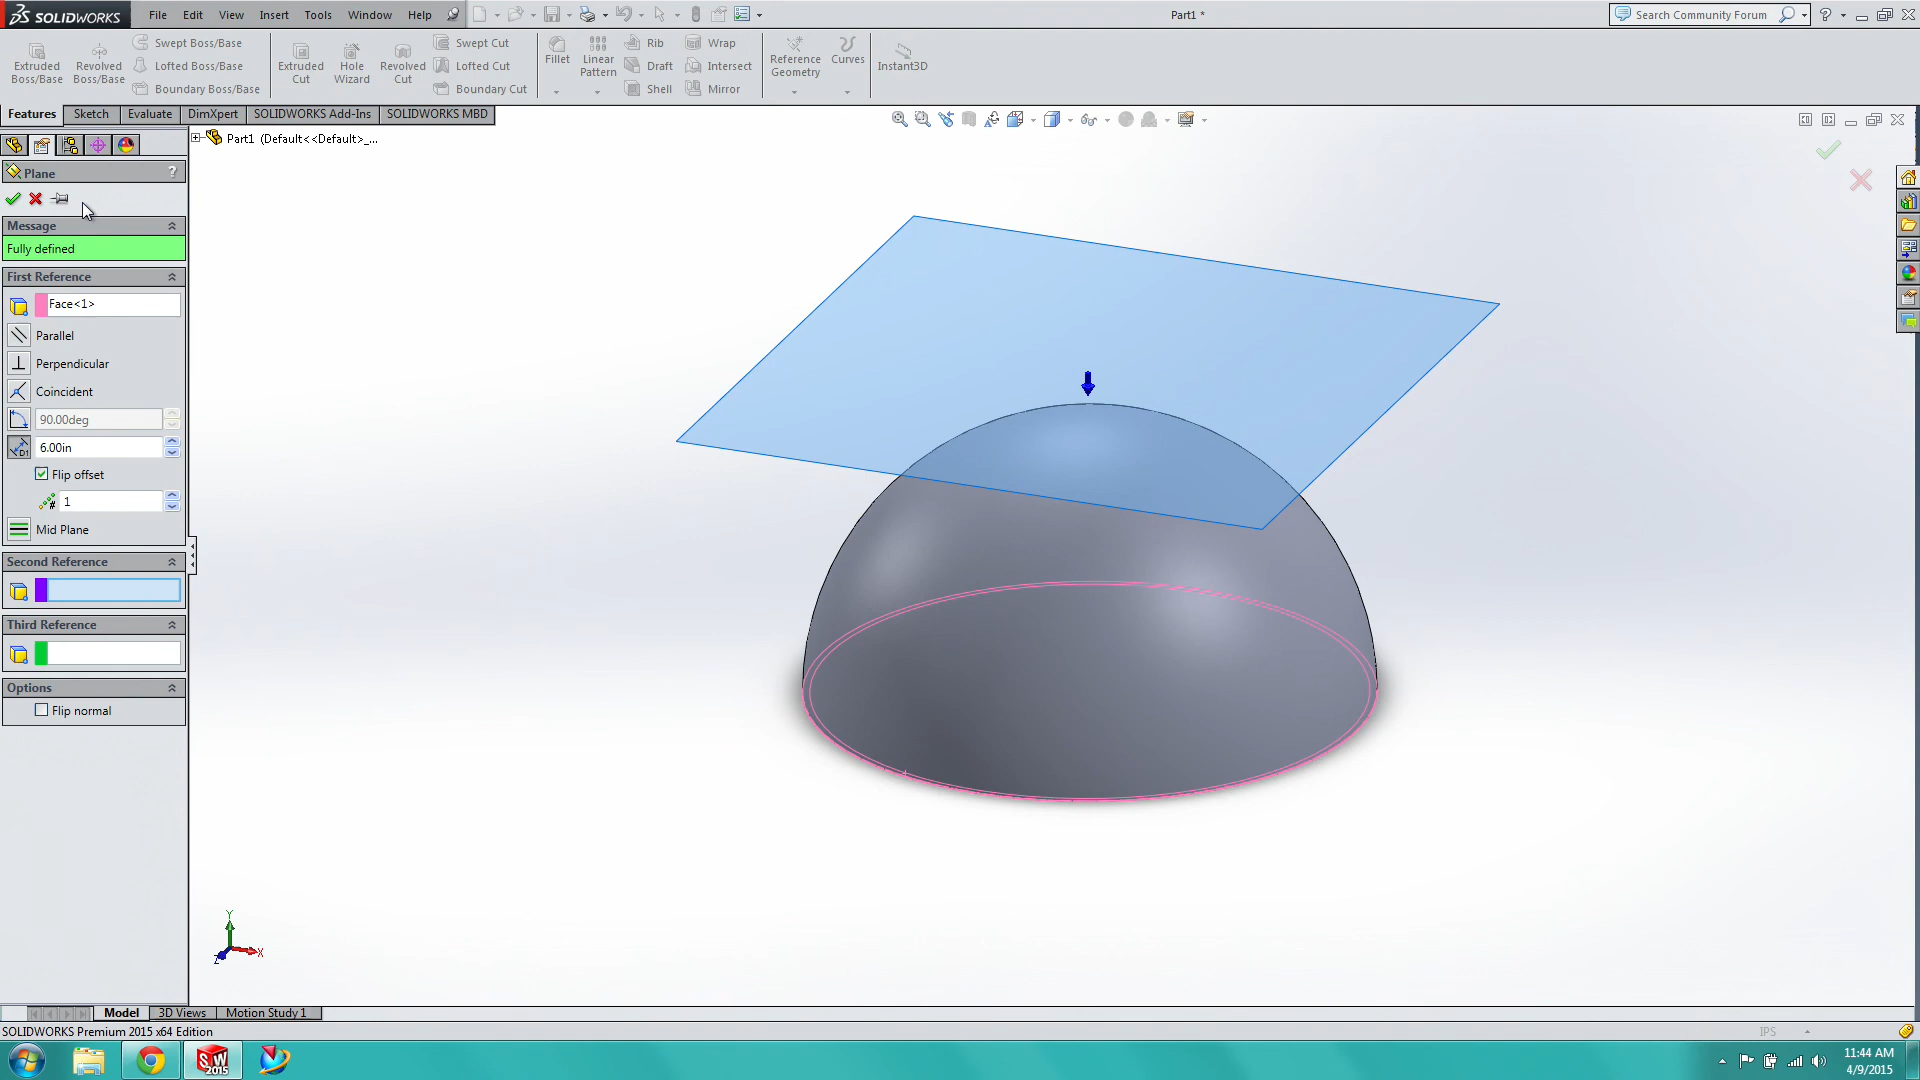 SOLIDWORKS File Edit View Insert Tools Window Help Part1 * Search Community Forum
Extruded Boss/Base
Revolved Boss/Base
Swept Boss/Base
Lofted Boss/Base
Boundary Boss/Base
Extruded Cut
Hole Wizard
Revolved Cut
Swept Cut
Lofted Cut
Boundary Cut
Fillet
Linear Pattern
Rib
Draft
Shell
Wrap
Intersect
Mirror
Reference Geometry
Curves
Instant3D
Features Sketch Evaluate DimXpert SOLIDWORKS Add-Ins SOLIDWORKS MBD
Part1 (Default<<Default>_...
Plane ?
Message
Fully defined
First Reference
Face<1>
Parallel
Perpendicular
Coincident
90.00deg
D1 6.00in
Flip offset
# 1
Mid Plane
Second Reference
Third Reference
Options
Flip normal
Y
X
Z
Model 3D Views Motion Study 1
SOLIDWORKS Premium 2015 x64 Edition IPS
SW 2015
11:44 AM
4/9/2015